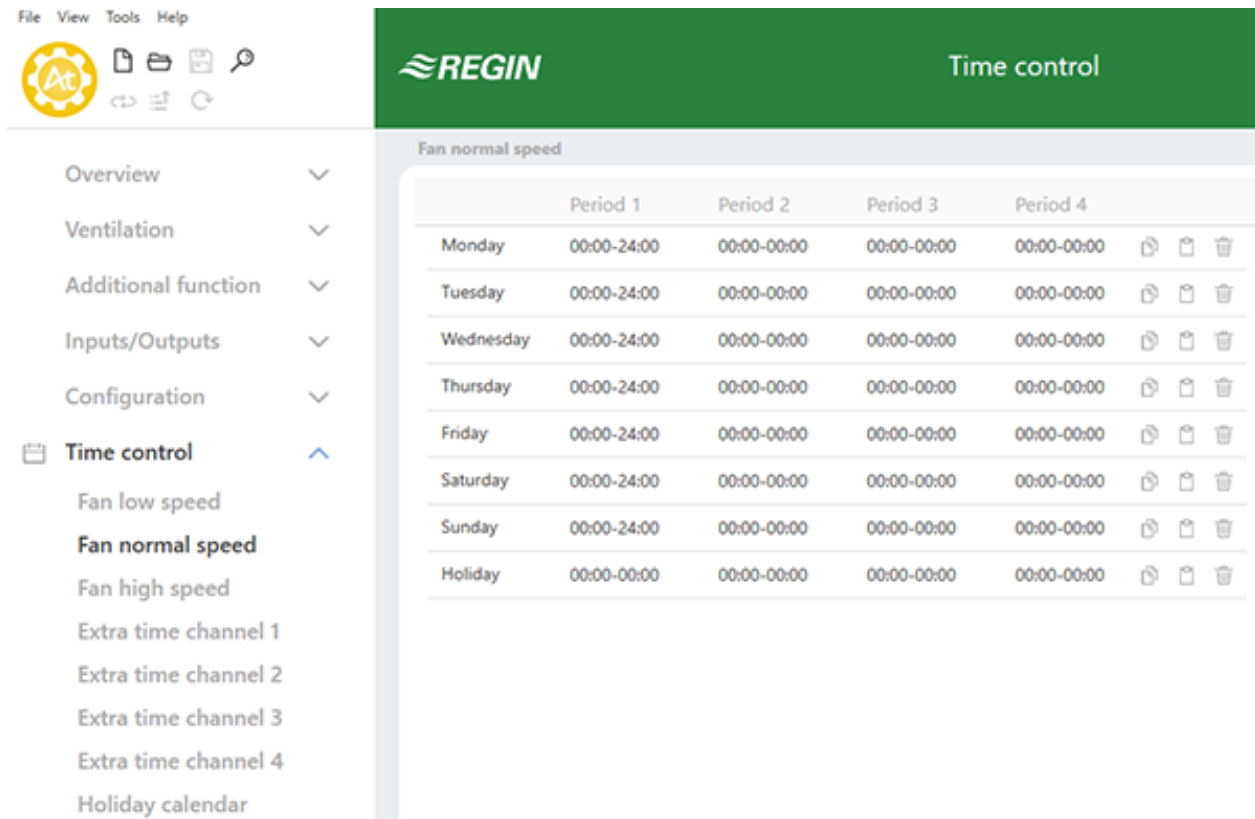 File View Tools Help
At
REGIN
Time control
Overview
Ventilation
Additional function
Inputs/Outputs
Configuration
Time control
Fan low speed
Fan normal speed
Fan high speed
Extra time channel 1
Extra time channel 2
Extra time channel 3
Extra time channel 4
Holiday calendar
Fan normal speed
Period 1 Period 2 Period 3 Period 4
Monday 00:00-24:00 00:00-00:00 00:00-00:00 00:00-00:00
Tuesday 00:00-24:00 00:00-00:00 00:00-00:00 00:00-00:00
Wednesday 00:00-24:00 00:00-00:00 00:00-00:00 00:00-00:00
Thursday 00:00-24:00 00:00-00:00 00:00-00:00 00:00-00:00
Friday 00:00-24:00 00:00-00:00 00:00-00:00 00:00-00:00
Saturday 00:00-24:00 00:00-00:00 00:00-00:00 00:00-00:00
Sunday 00:00-24:00 00:00-00:00 00:00-00:00 00:00-00:00
Holiday 00:00-00:00 00:00-00:00 00:00-00:00 00:00-00:00